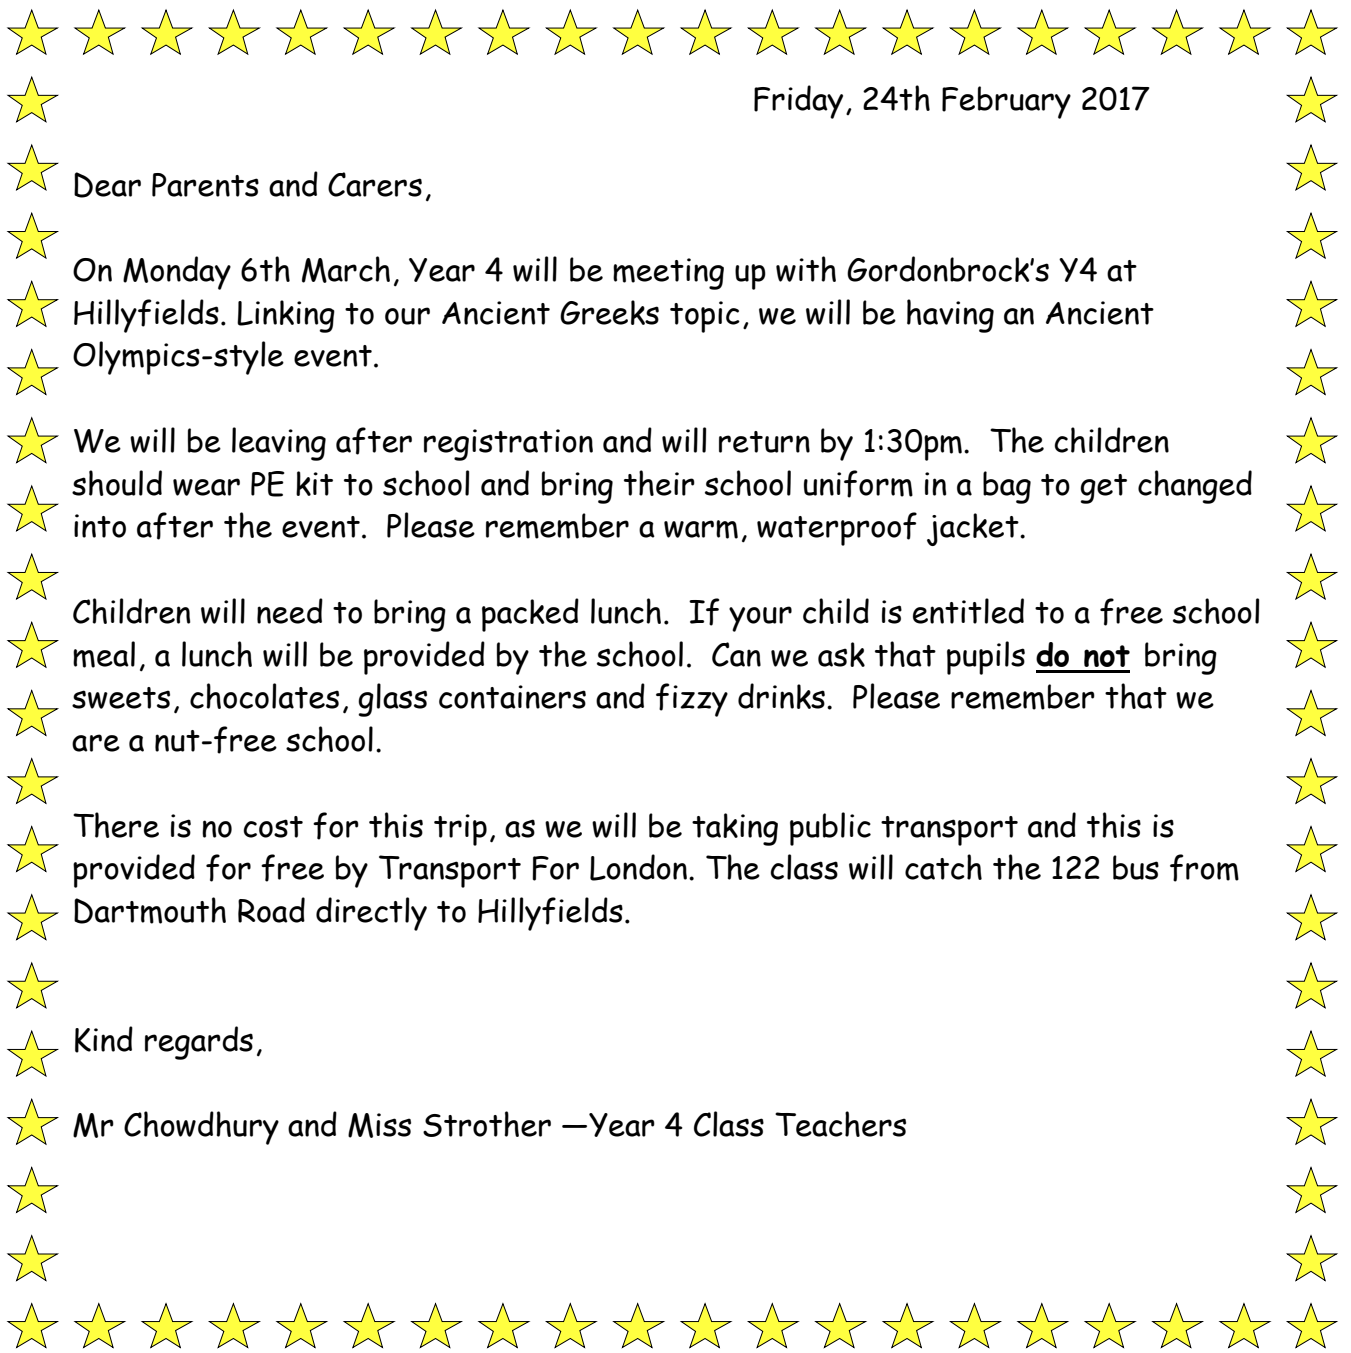 Friday, 24th February 2017
Dear Parents and Carers,
On Monday 6th March, Year 4 will be meeting up with Gordonbrock’s Y4 at
Hillyfields. Linking to our Ancient Greeks topic, we will be having an Ancient
Olympics-style event.
We will be leaving after registration and will return by 1:30pm.  The children
should wear PE kit to school and bring their school uniform in a bag to get changed
into after the event.  Please remember a warm, waterproof jacket.
Children will need to bring a packed lunch.  If your child is entitled to a free school
meal, a lunch will be provided by the school.  Can we ask that pupils do not bring
sweets, chocolates, glass containers and fizzy drinks.  Please remember that we
are a nut-free school.
There is no cost for this trip, as we will be taking public transport and this is
provided for free by Transport For London. The class will catch the 122 bus from
Dartmouth Road directly to Hillyfields.
Kind regards,
Mr Chowdhury and Miss Strother —Year 4 Class Teachers